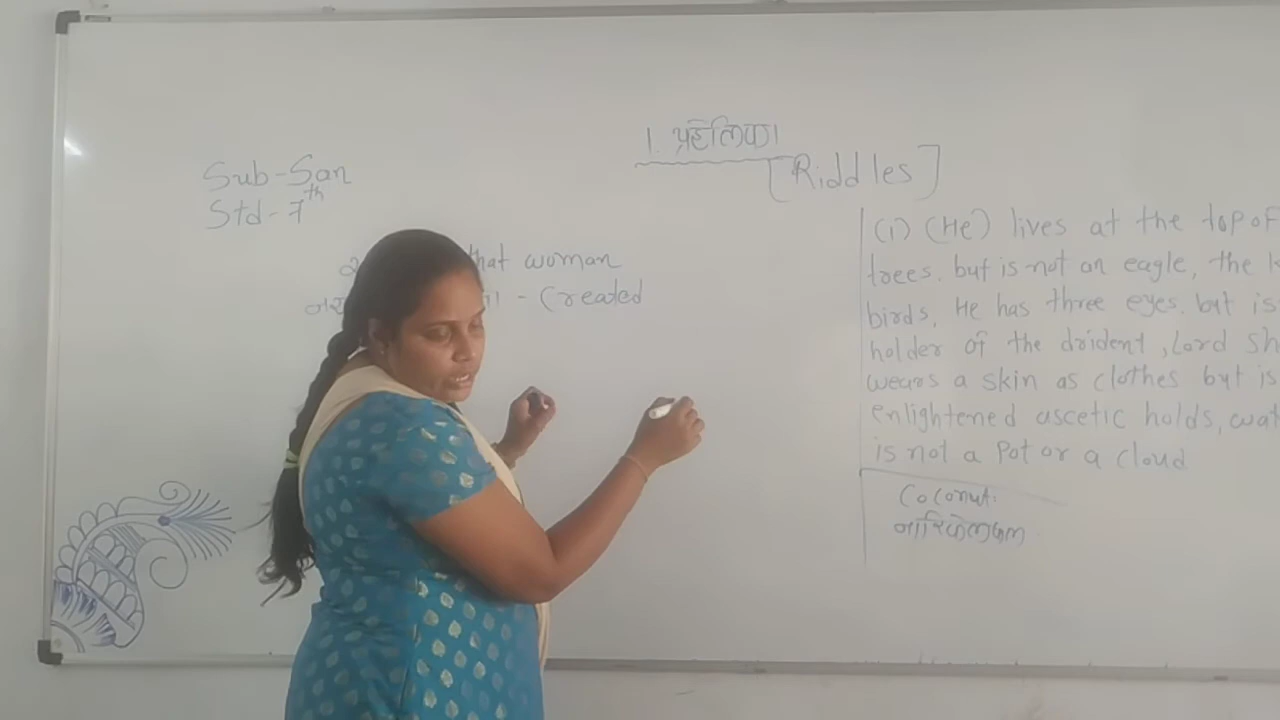 1. प्रहेलिका
[Riddles]
Sub-San
Std-7th
that woman
- Created
(i) (He) lives at the top of
trees. but is not an eagle, the
birds, He has three eyes. but is
holder of the drident, Lord Sh
wears a skin as clothes but is
enlightened ascetic holds, wat
is not a pot or a cloud
Coconut.
नारिकेलफलम्